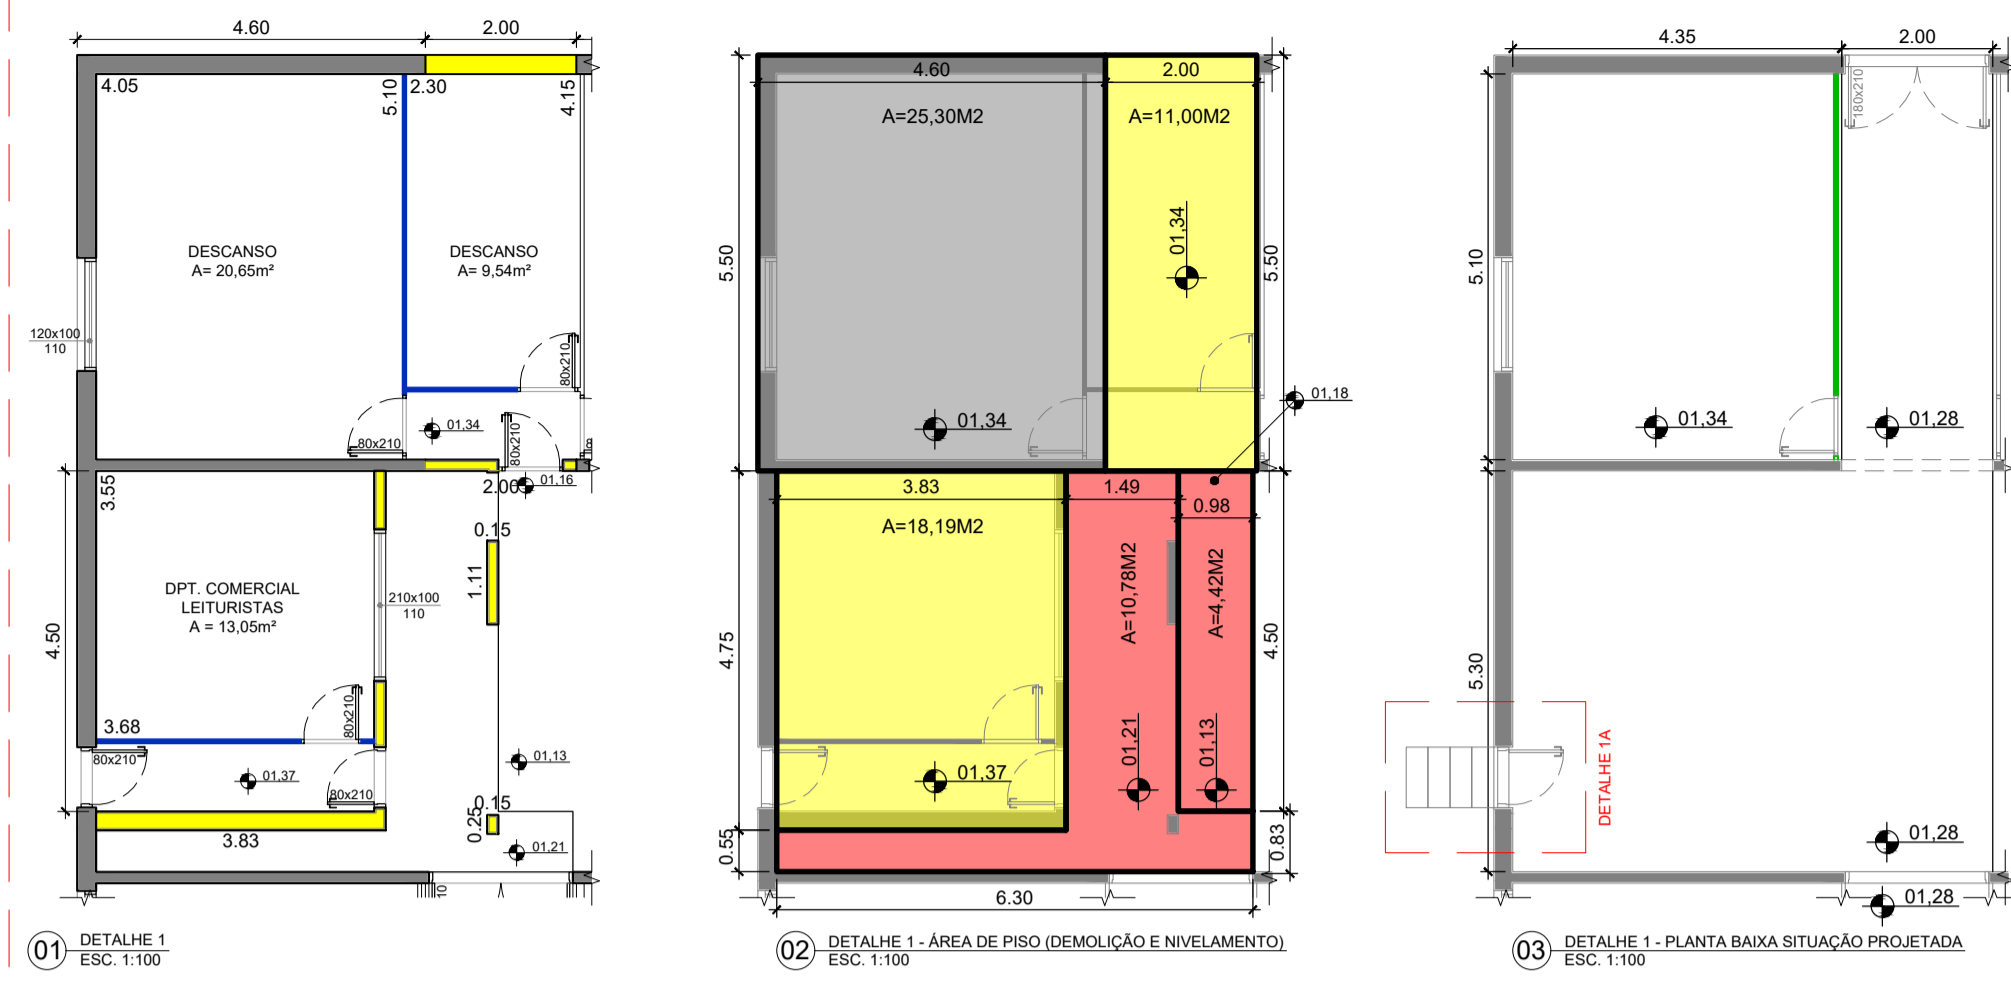 4.60
2.00
4.05
5.10
2.30
4.15
DESCANSO
A= 20,65m²
DESCANSO
A= 9,54m²
120x100
110
80x210
01,34
80x210
80x210
3.55
2.00
01,16
0.15
1.11
DPT. COMERCIAL
LEITURISTAS
A = 13,05m²
210x100
110
4.50
3.68
80x210
80x210
01,37
80x210
01,13
0.15
0.25
3.83
01,21
10
01
DETALHE 1
ESC. 1:100
4.60
2.00
A=25,30M2
A=11,00M2
5.50
01,34
5.50
01,34
01,18
3.83
1.49
0.98
A=18,19M2
A=10,78M2
A=4,42M2
4.75
4.50
01,37
01,21
01,13
0.55
0.83
6.30
02
DETALHE 1 - ÁREA DE PISO (DEMOLIÇÃO E NIVELAMENTO)
ESC. 1:100
4.35
2.00
180x210
5.10
01,34
01,28
5.30
DETALHE 1A
01,28
01,28
03
DETALHE 1 - PLANTA BAIXA SITUAÇÃO PROJETADA
ESC. 1:100